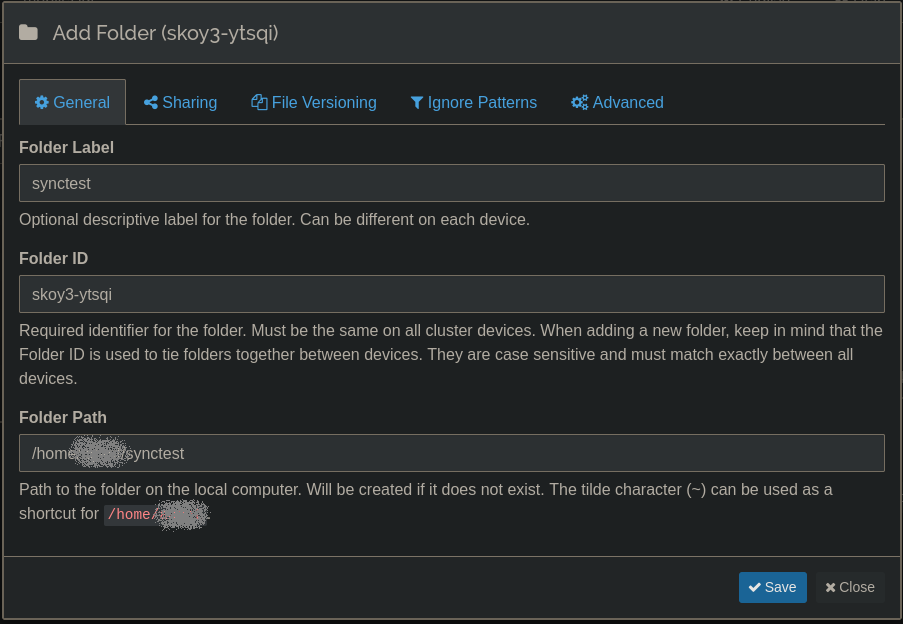 Add Folder (skoy3-ytsqi)
General Sharing File Versioning Ignore Patterns Advanced
Folder Label
synctest
Optional descriptive label for the folder. Can be different on each device.
Folder ID
skoy3-ytsqi
Required identifier for the folder. Must be the same on all cluster devices. When adding a new folder, keep in mind that the
Folder ID is used to tie folders together between devices. They are case sensitive and must match exactly between all
devices.
Folder Path
/home synctest
Path to the folder on the local computer. Will be created if it does not exist. The tilde character (~) can be used as a
shortcut for /home/
Save Close